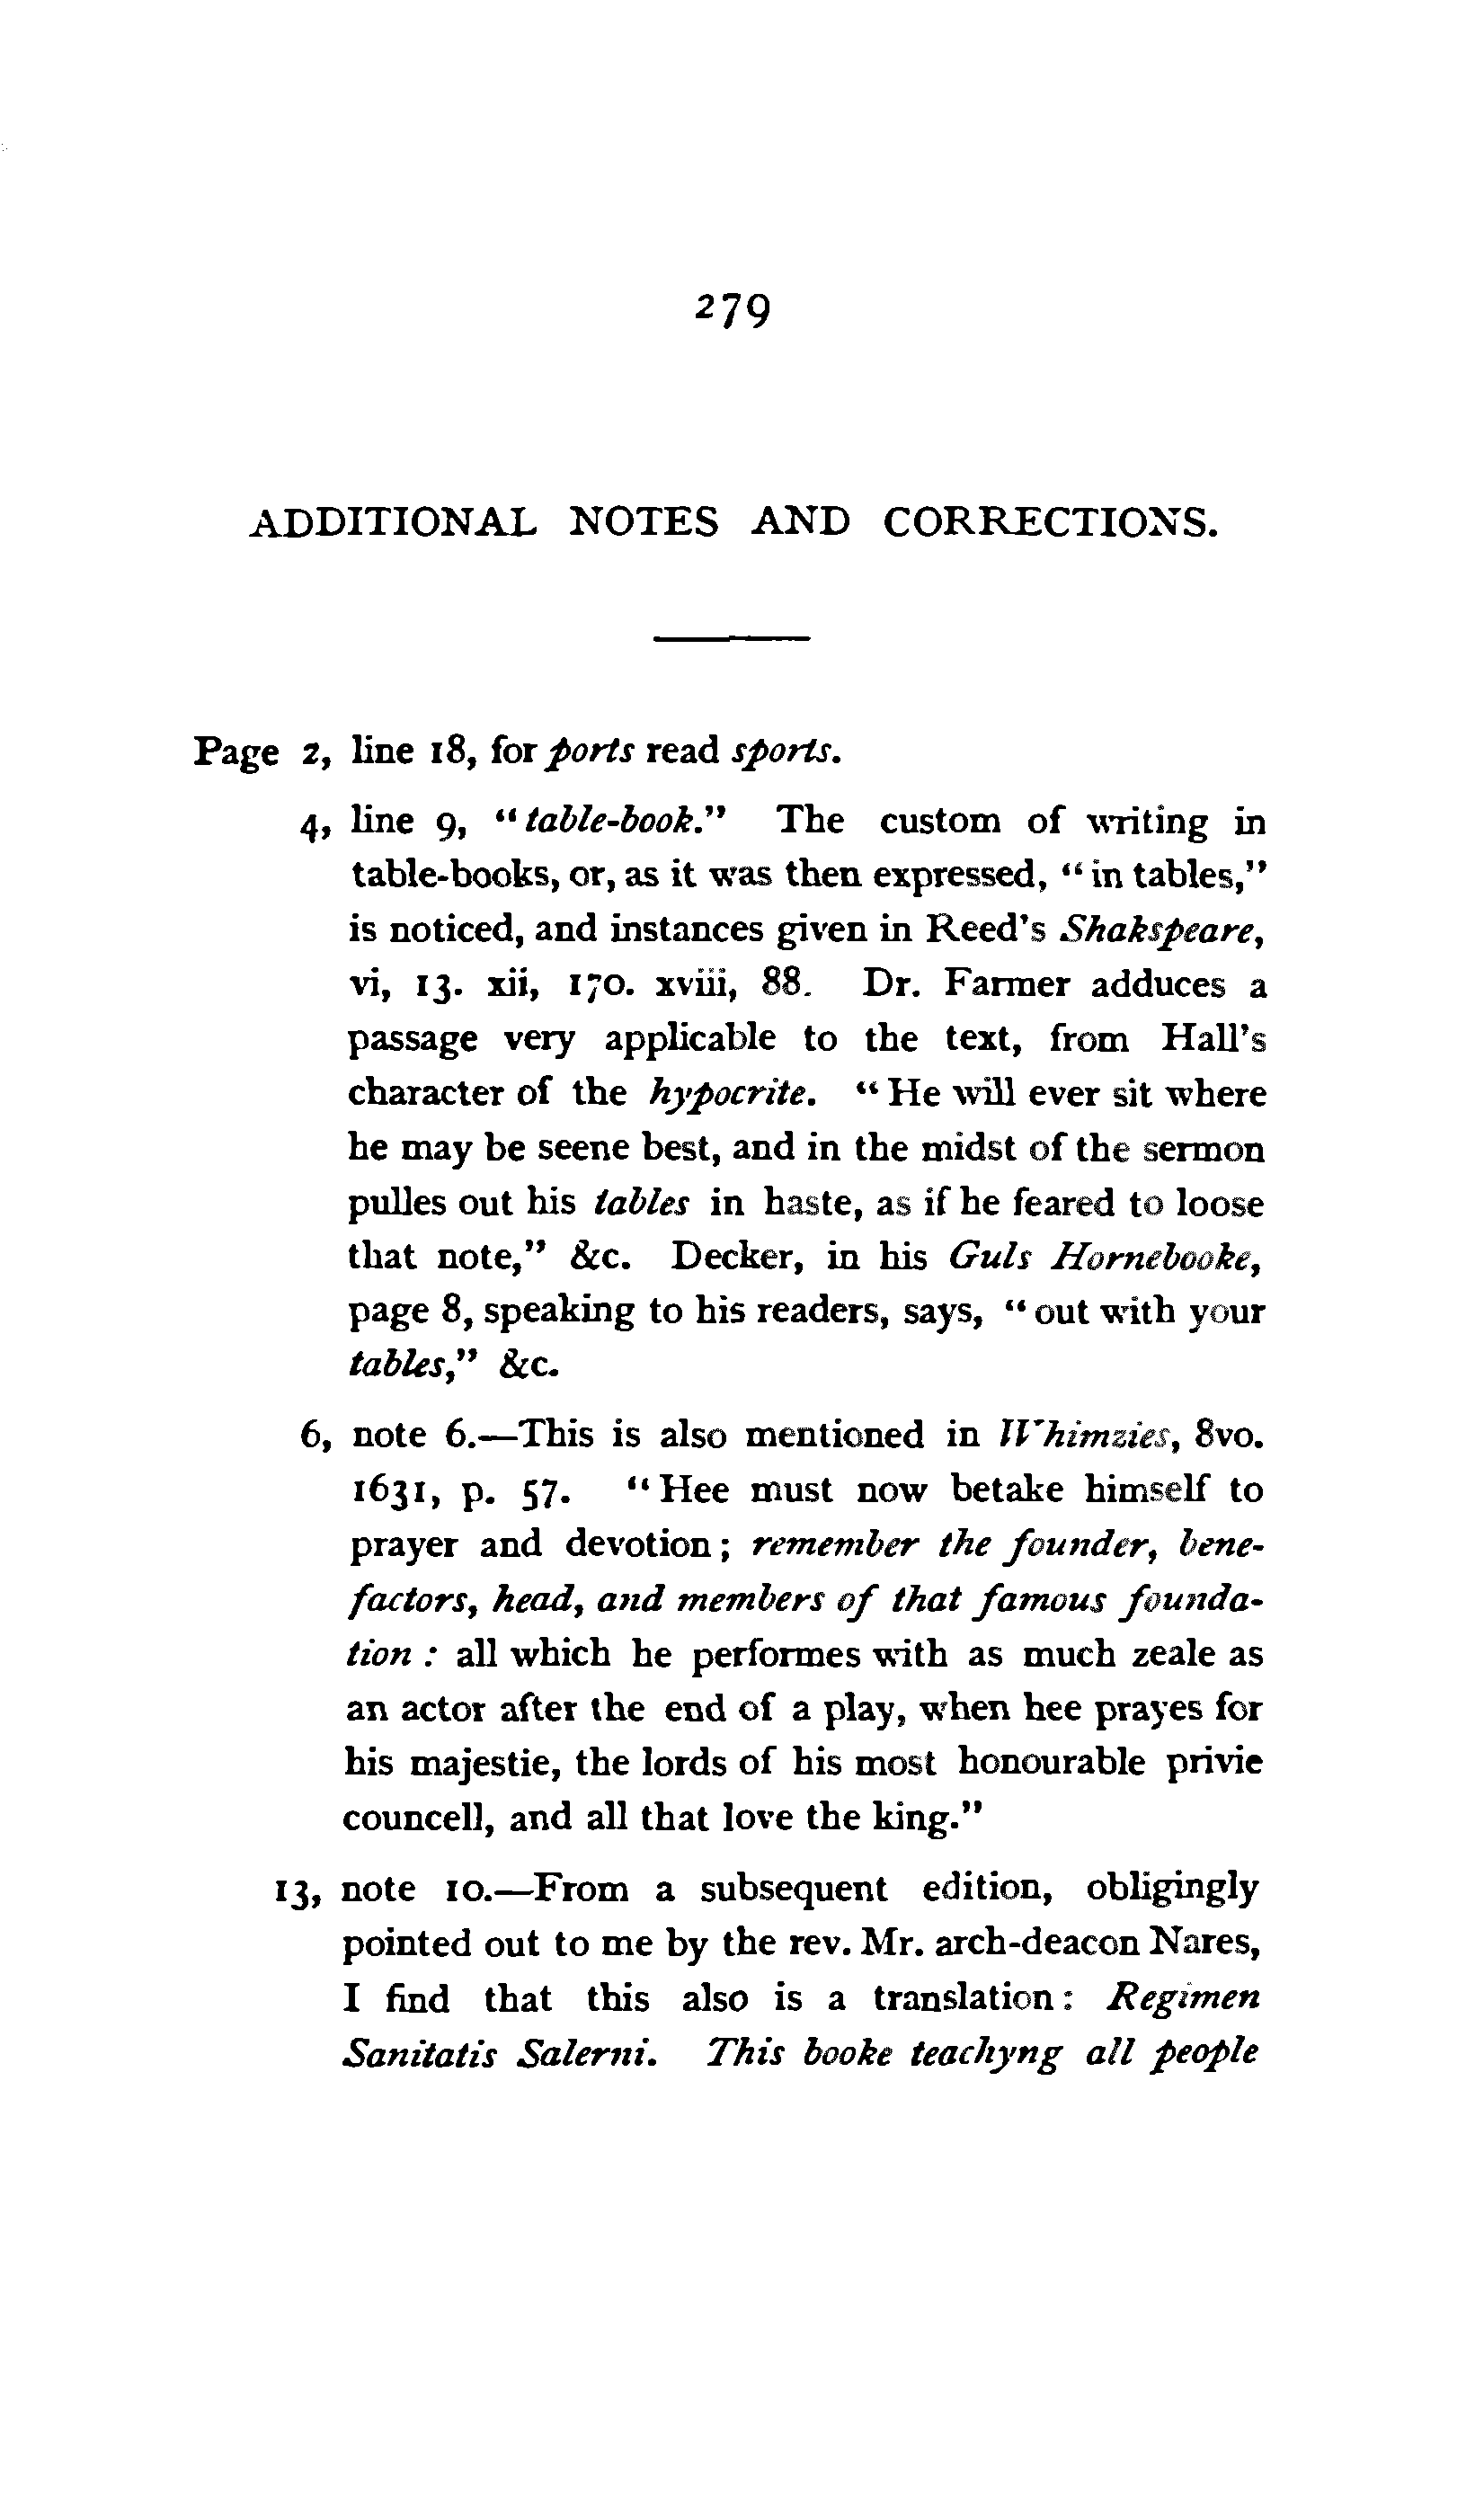 279
ADDITIONAL NOTES AND CORRECTIONS.
Page 2, line 18, for ports read sports.
4, line 9, “table-book.” The custom of writing in
table-books, or, as it was then expressed, “in tables,”
is noticed, and instances given in Reed's Shakspeare,
vi, 13. xii, 170. xviii, 88. Dr. Farmer adduces a
passage very applicable to the text, from Hall's
character of the hypocrite. “He will ever sit where
he may be seene best, and in the midst of the sermon
pulles out his tables in haste, as if he feared to loose
that note,” &c. Decker, in his Guls Hornebooke,
page 8, speaking to his readers, says, “out with your
tables,” &c.
6, note 6.—This is also mentioned in Whimzies, 8vo.
1631, p. 57. “Hee must now betake himself to
prayer and devotion; remember the founder, bene-
factors, head, and members of that famous founda-
tion : all which he performes with as much zeale as
an actor after the end of a play, when hee prayes for
his majestie, the lords of his most honourable privie
councell, and all that love the king.”
13, note 10.—From a subsequent edition, obligingly
pointed out to me by the rev. Mr. arch-deacon Nares,
I find that this also is a translation: Regimen
Sanitatis Salerni. This booke teachyng all people